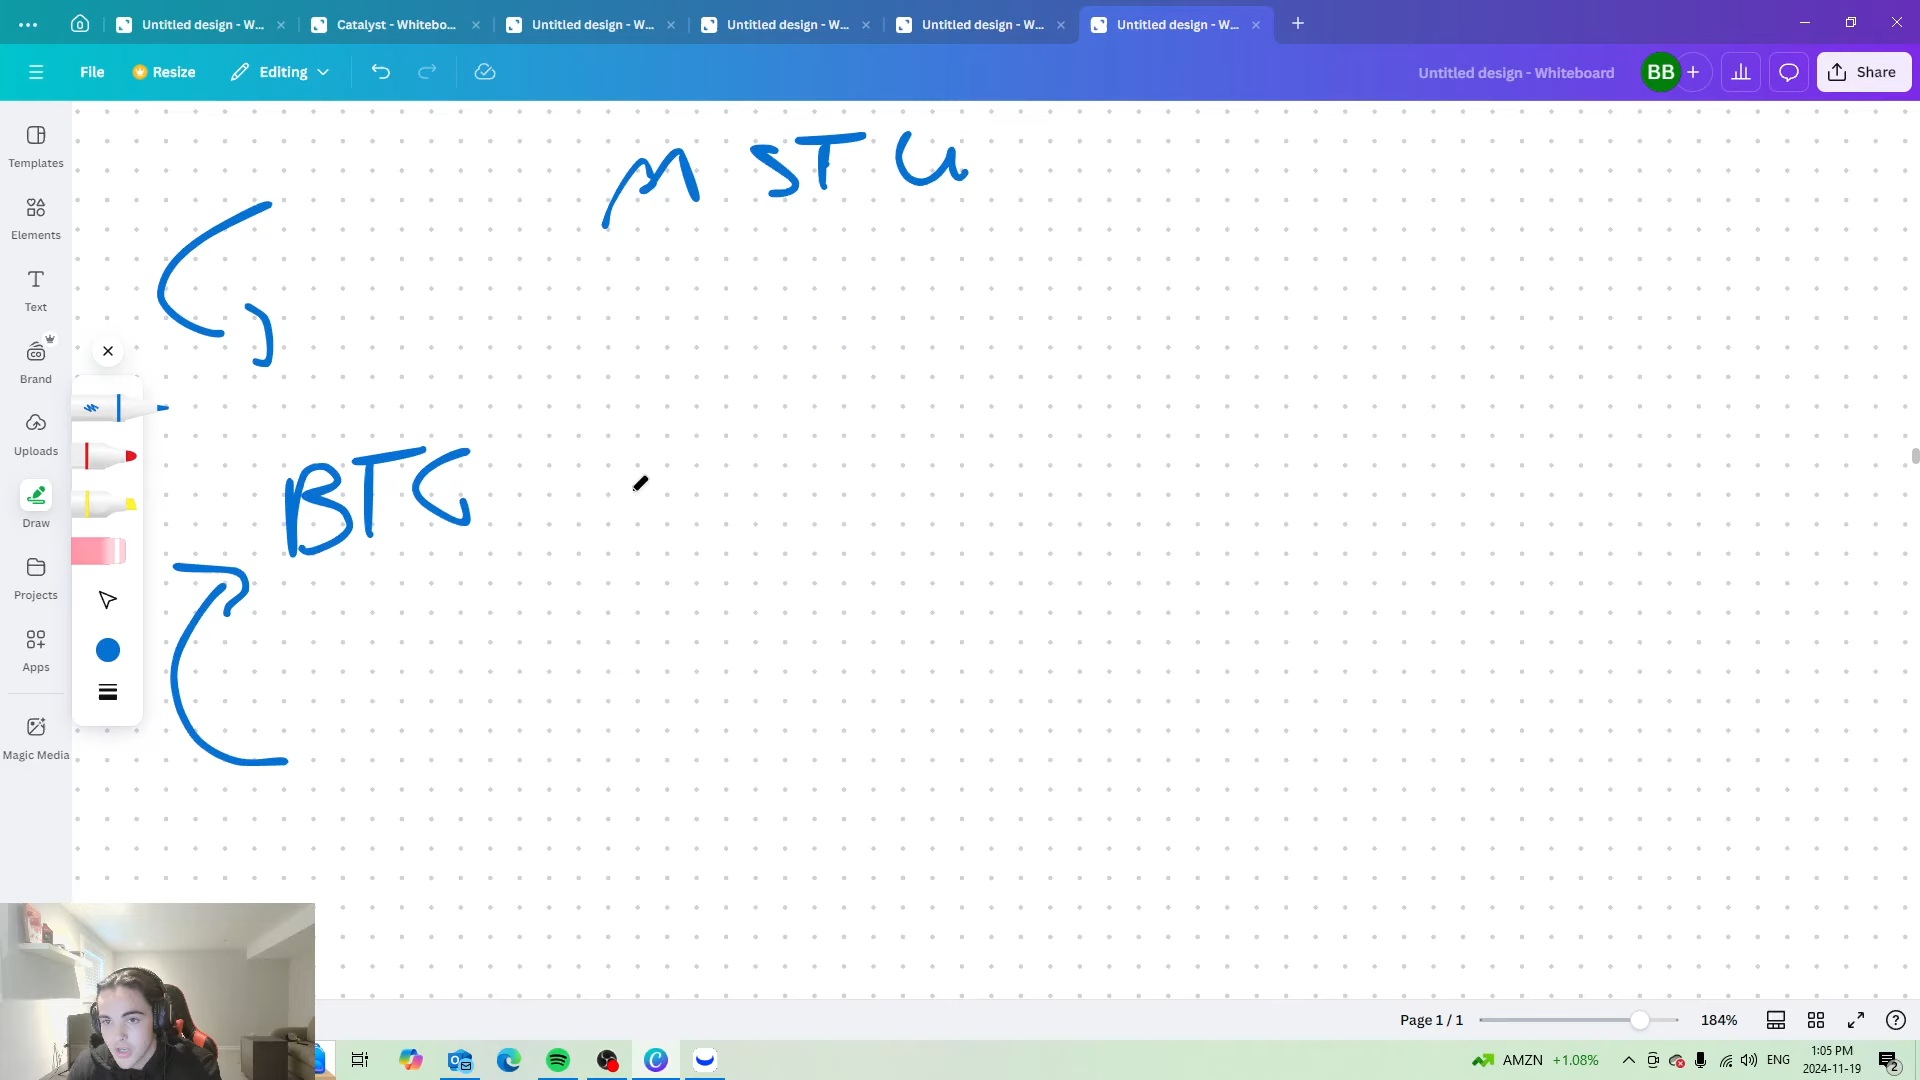 Untitled design - W...
Catalyst - Whitebo...
Untitled design - W...
Untitled design - W...
Untitled design - W...
Untitled design - W...
File
Resize
Editing
Untitled design - Whiteboard
BB
Share
Templates
Elements
Text
Brand
Uploads
Draw
Projects
Apps
Magic Media
MSTU
BTC
Page 1 / 1
184%
AMZN +1.08%
ENG
1:05 PM
2024-11-19
2